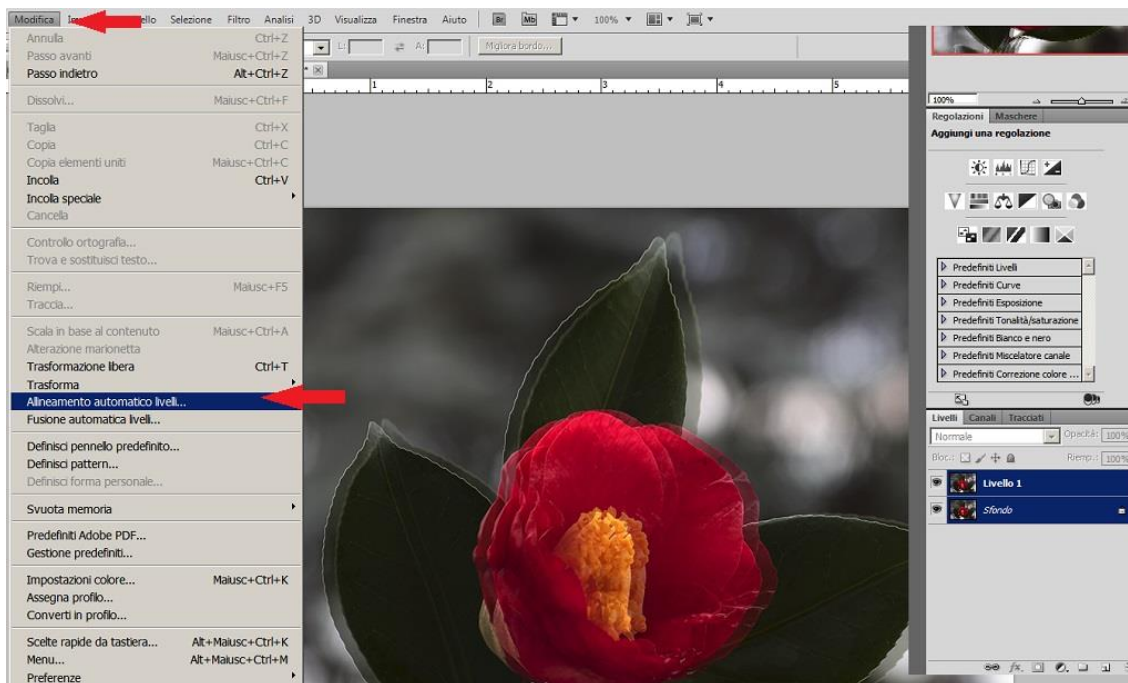 Modifica Selezione Filtro Analisi 3D Visualizza Finestra Aiuto Br Mb 100%
Annulla Ctrl+Z
Passo avanti Maiusc+Ctrl+Z
Passo indietro Alt+Ctrl+Z
Dissolvi... Maiusc+Ctrl+F
Taglia Ctrl+X
Copia Ctrl+C
Copia elementi uniti Maiusc+Ctrl+C
Incolla Ctrl+V
Incolla speciale
Cancella
Controllo ortografia...
Trova e sostituisci testo...
Riempi... Maiusc+F5
Traccia...
Scala in base al contenuto Maiusc+Ctrl+A
Alterazione marionetta
Trasformazione libera Ctrl+T
Trasforma
Allineamento automatico livelli...
Fusione automatica livelli...
Definisci pennello predefinito...
Definisci pattern...
Definisci forma personale...
Svuota memoria
Predefiniti Adobe PDF...
Gestione predefiniti...
Impostazioni colore... Maiusc+Ctrl+K
Assegna profilo...
Converti in profilo...
Scelte rapide da tastiera... Alt+Maiusc+Ctrl+K
Menu... Alt+Maiusc+Ctrl+M
Preferenze
L: A: Migliora bordo...
1 2 3 4 5
100%
Regolazioni Maschere
Aggiungi una regolazione
Predefiniti Livelli
Predefiniti Curve
Predefiniti Esposizione
Predefiniti Tonalità/saturazione
Predefiniti Bianco e nero
Predefiniti Miscelatore canale
Predefiniti Correzione colore ...
Livelli Canali Tracciati
Normale Opacità: 100%
Bloc.: Riemp.: 100%
Livello 1
Sfondo